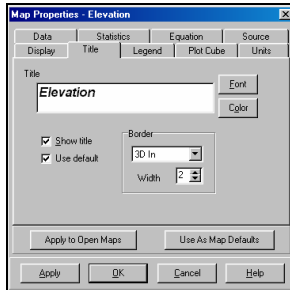 Map Properties - Elevation
Data Statistics Equation Source
Display Title Legend Plot Cube Units
Title
Elevation
Font
Color
Show title
Use default
Border
3D In
Width 2
Apply to Open Maps Use As Map Defaults
Apply OK Cancel Help